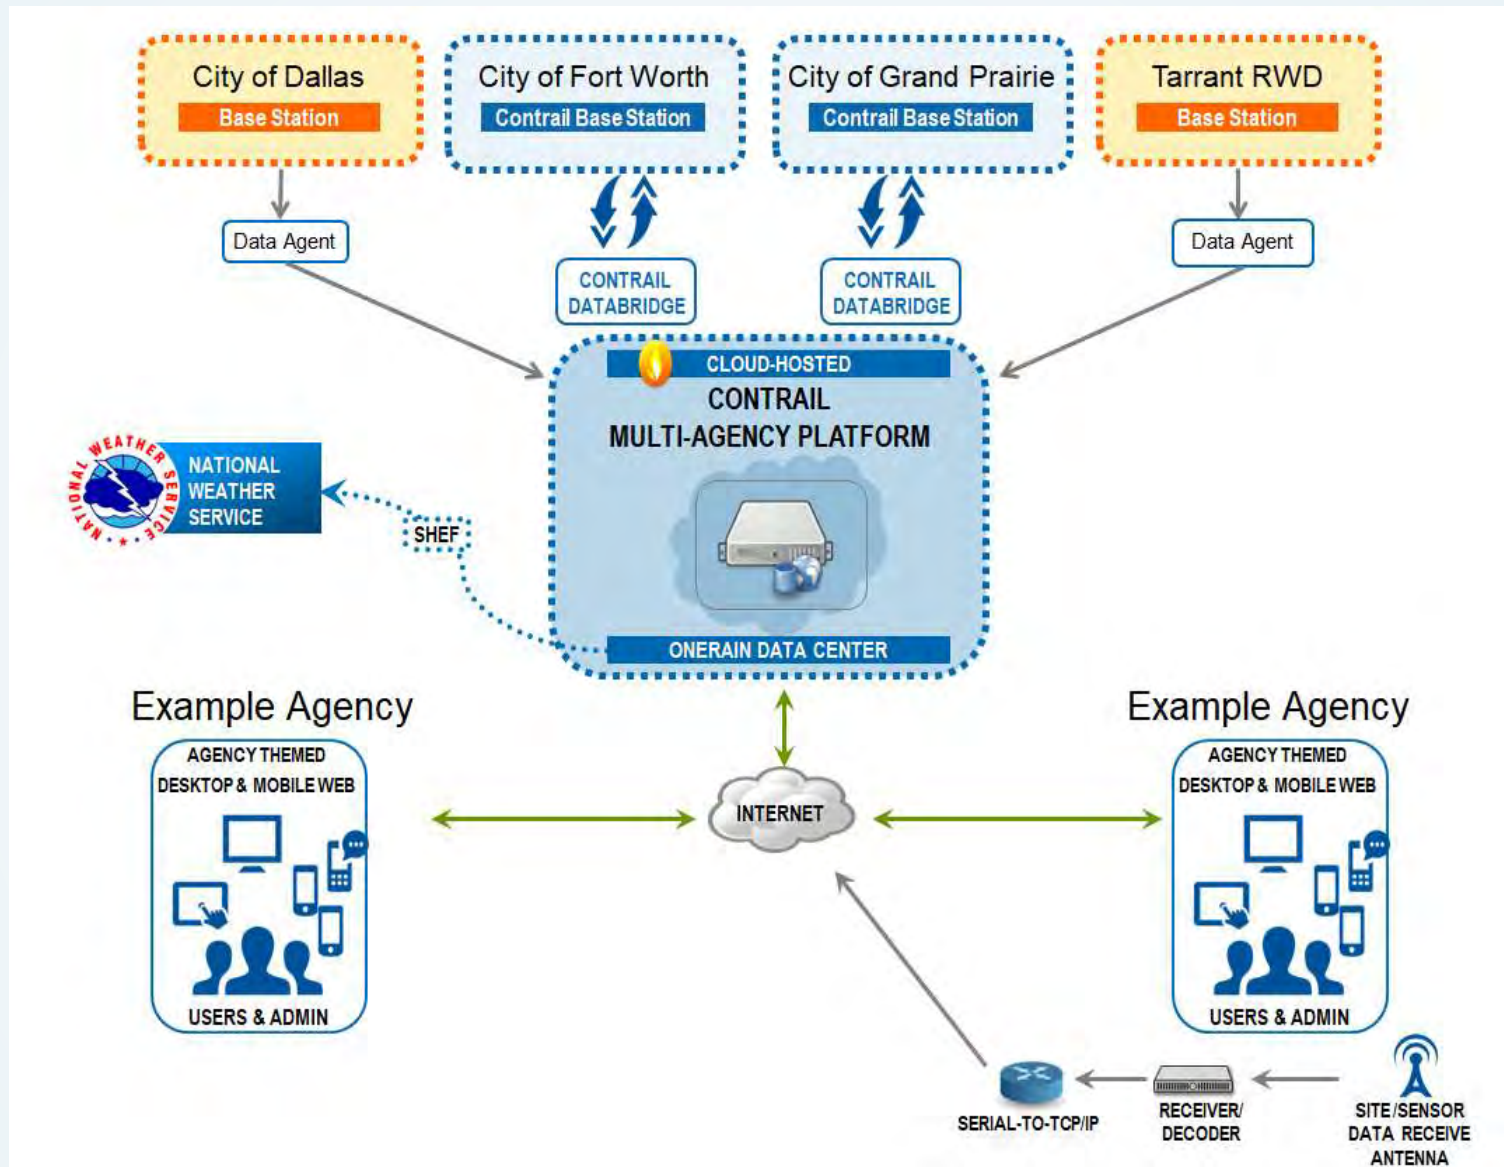 City of Dallas
Base Station
City of Fort Worth
Contrail Base Station
City of Grand Prairie
Contrail Base Station
Tarrant RWD
Base Station
Data Agent
CONTRAIL
DATABRIDGE
CONTRAIL
DATABRIDGE
Data Agent
CLOUD-HOSTED
CONTRAIL
MULTI-AGENCY PLATFORM
ONERAIN DATA CENTER
NATIONAL WEATHER SERVICE
NATIONAL
WEATHER
SERVICE
SHEF
Example Agency
AGENCY THEMED
DESKTOP & MOBILE WEB
USERS & ADMIN
INTERNET
Example Agency
AGENCY THEMED
DESKTOP & MOBILE WEB
USERS & ADMIN
SERIAL-TO-TCP/IP
RECEIVER/
DECODER
SITE/SENSOR
DATA RECEIVE
ANTENNA